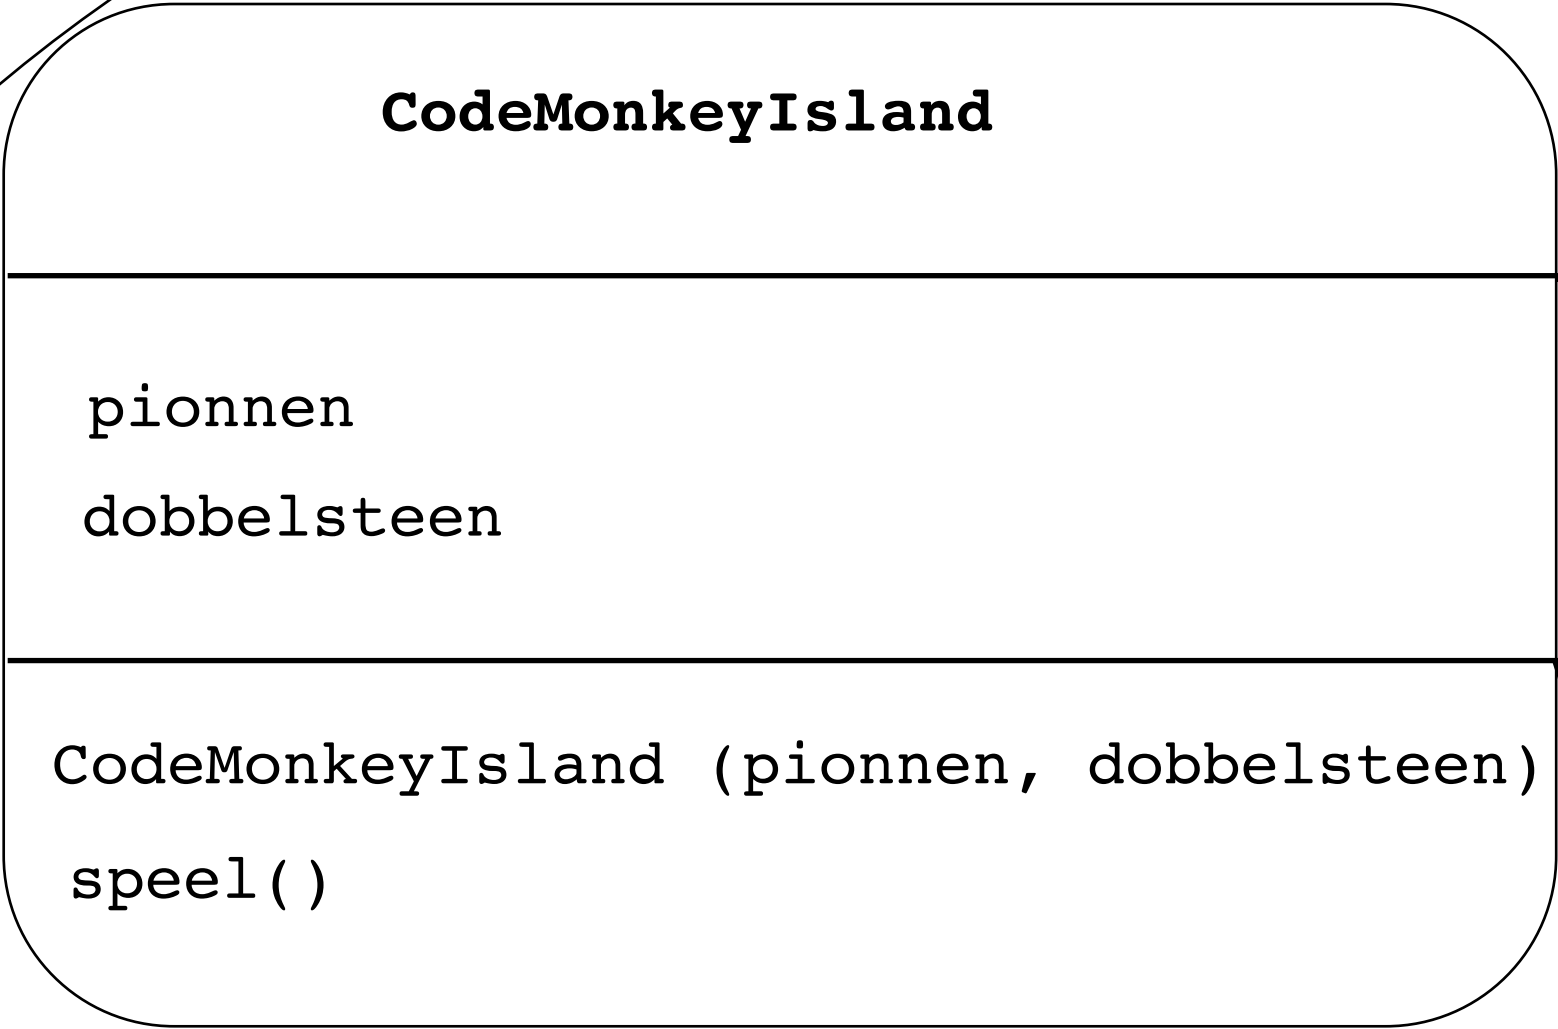 CodeMonkeyIsland
pionnen
dobbelsteen
CodeMonkeyIsland (pionnen, dobbelsteen)
speel()